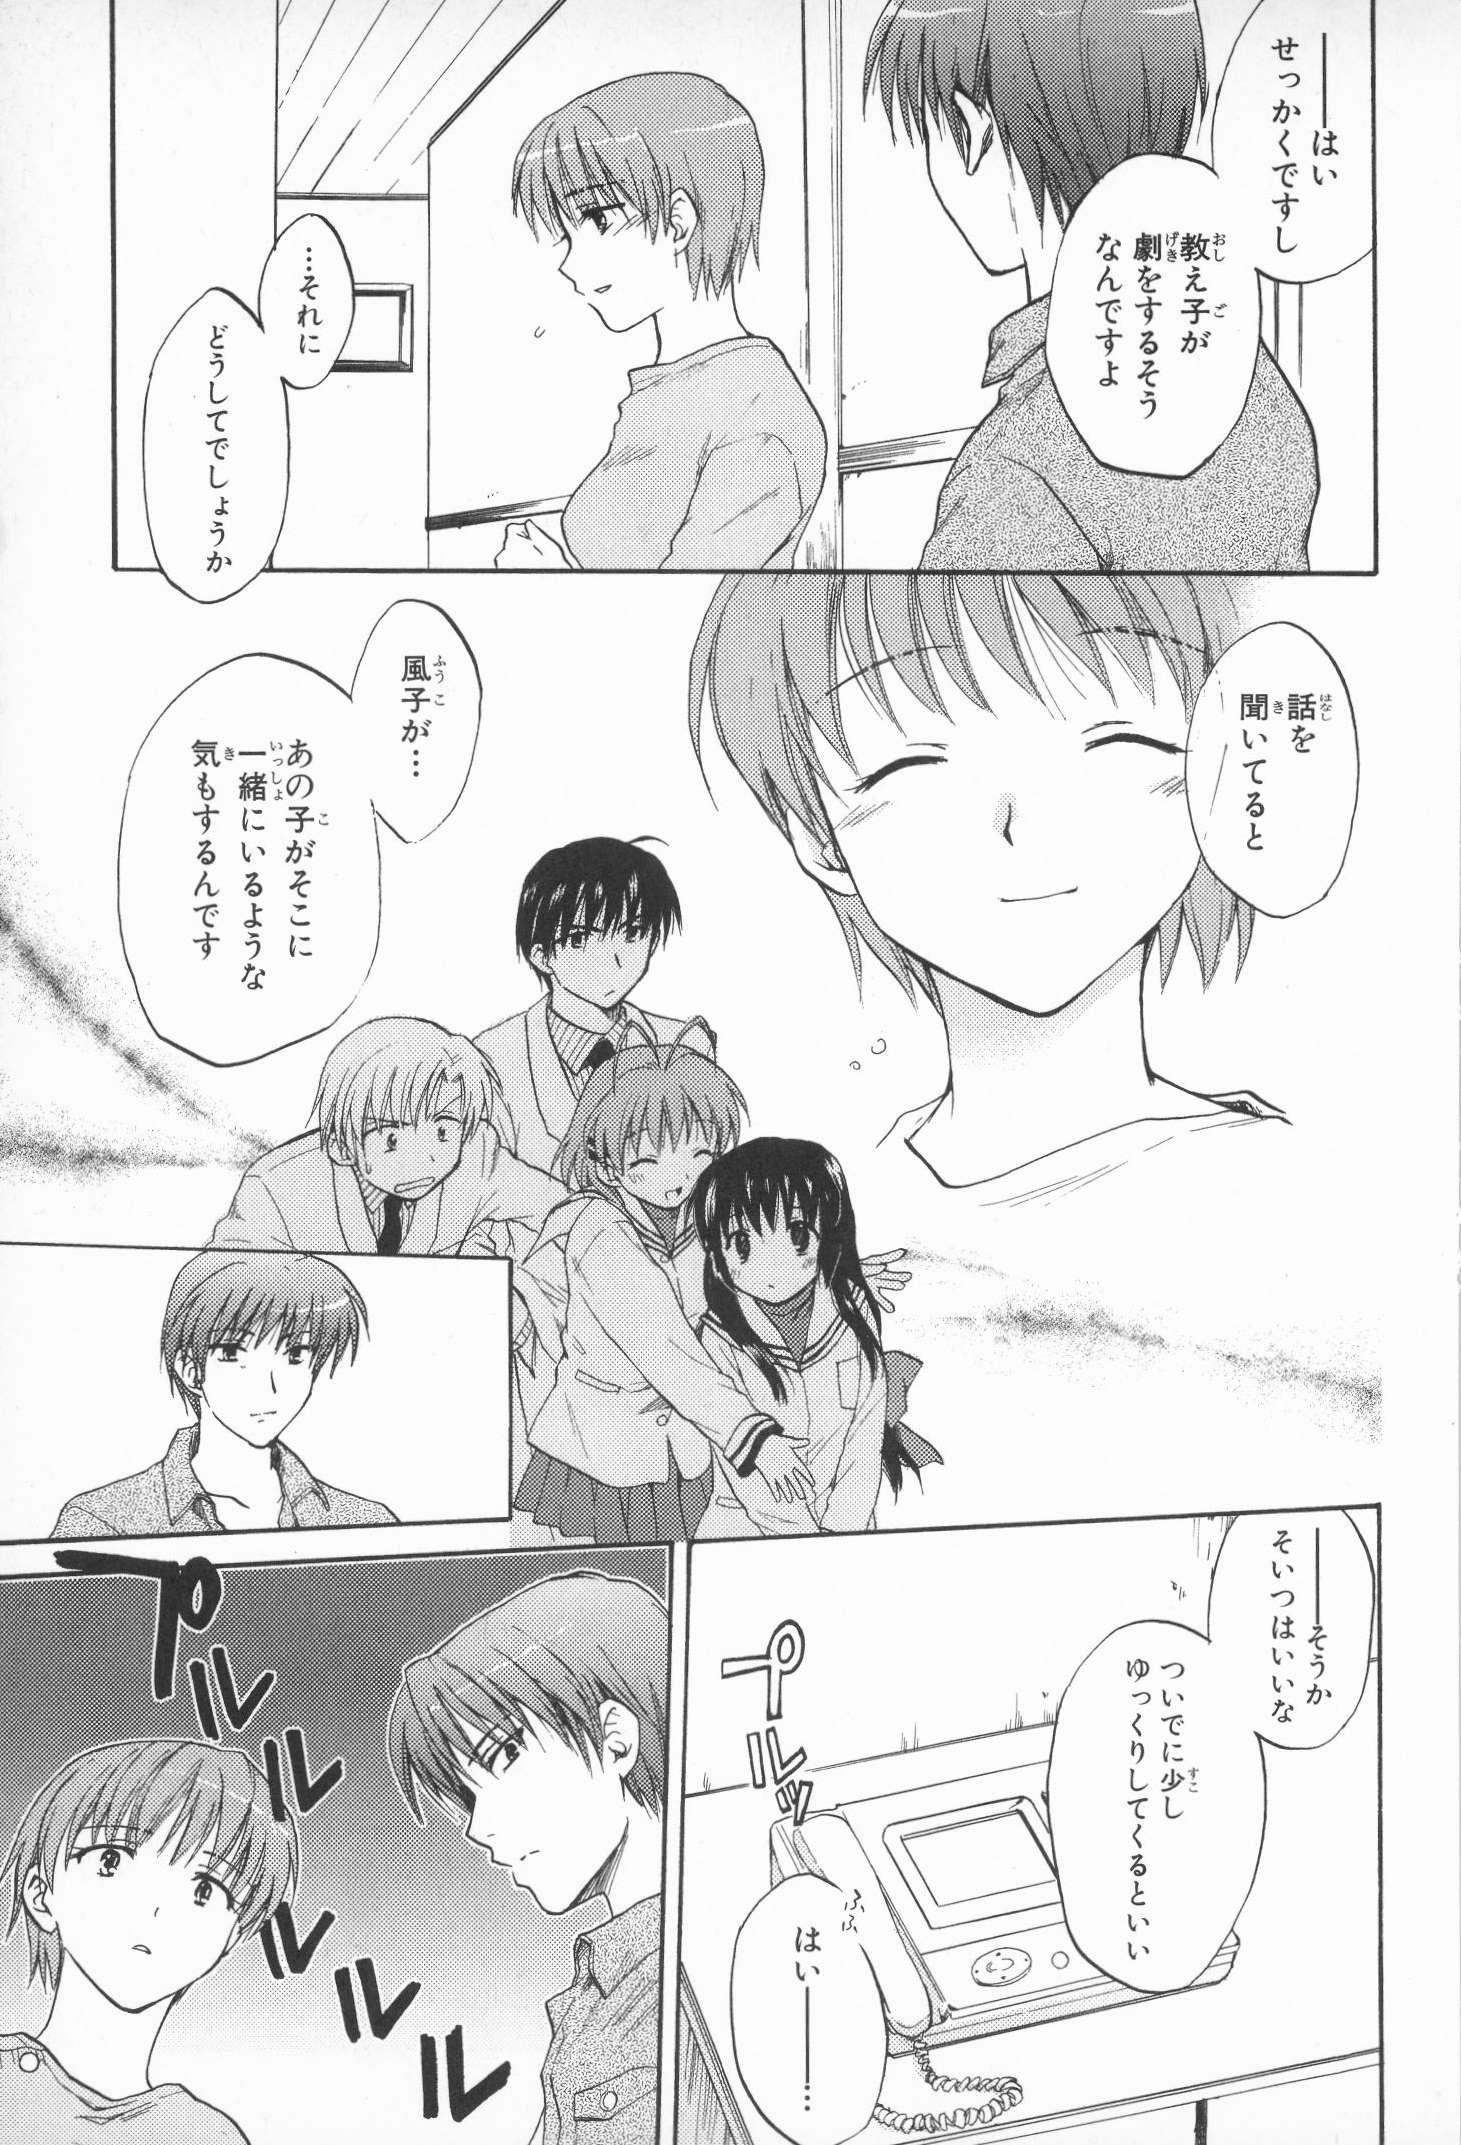 ――はい
せっかくですし
教え子が
劇をするそう
なんですよ
…それに
どうしてでしょうか
話を
聞いてると
風子が…
あの子がそこに
一緒にいるような
気もするんです
――そうか
そいつはいいな
ついでに少し
ゆっくりしてくるといい
ふふ
はい――…
プルルッ
プルルルルルル